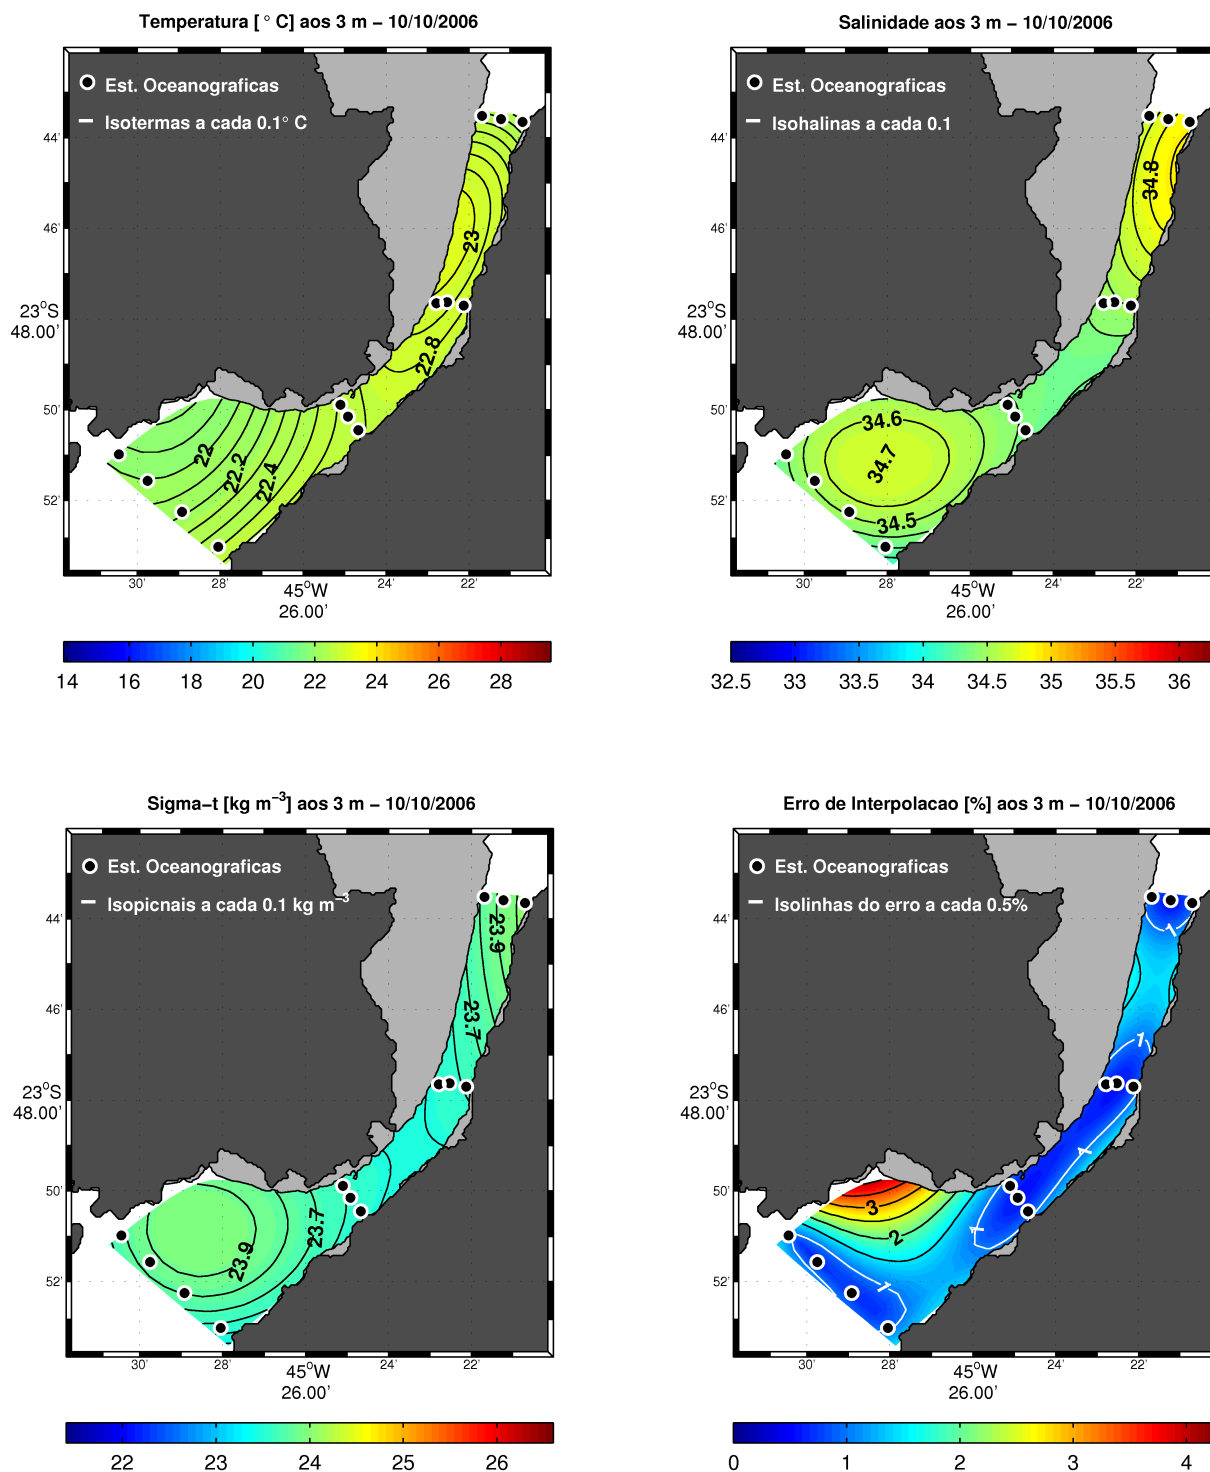 Temperatura [ ° C] aos 3 m – 10/10/2006
Est. Oceanograficas
Isotermas a cada 0.1° C
44'
46'
23°S
48.00'
50'
52'
23
22.8
22
22.2
22.4
30'
28'
45°W
26.00'
24'
22'
14 16 18 20 22 24 26 28
Salinidade aos 3 m – 10/10/2006
Est. Oceanograficas
Isohalinas a cada 0.1
44'
46'
23°S
48.00'
50'
52'
34.8
34.6
34.7
34.5
30'
28'
45°W
26.00'
24'
22'
32.5 33 33.5 34 34.5 35 35.5 36
Sigma–t [kg m⁻³] aos 3 m – 10/10/2006
Est. Oceanograficas
Isopicnais a cada 0.1 kg m⁻³
44'
46'
23°S
48.00'
50'
52'
23.9
23.7
23.7
23.9
30'
28'
45°W
26.00'
24'
22'
22 23 24 25 26
Erro de Interpolacao [%] aos 3 m – 10/10/2006
Est. Oceanograficas
Isolinhas do erro a cada 0.5%
44'
46'
23°S
48.00'
50'
52'
1
1
1
1
3
2
1
30'
28'
45°W
26.00'
24'
22'
0 1 2 3 4